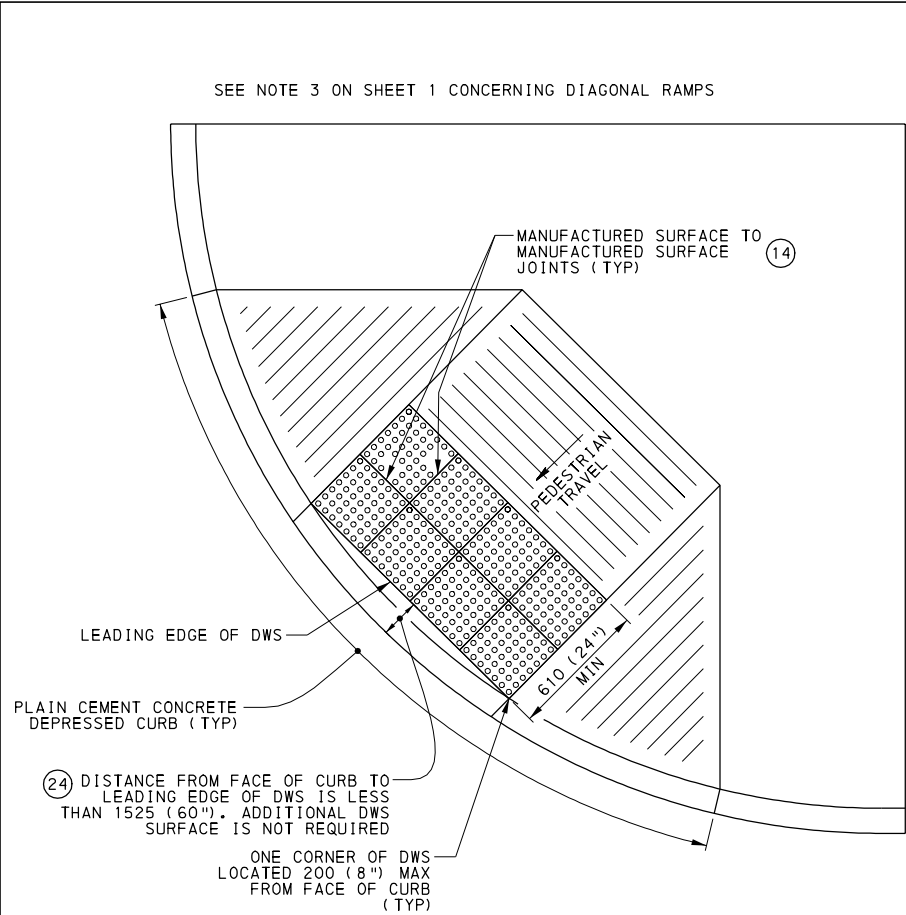 SEE NOTE 3 ON SHEET 1 CONCERNING DIAGONAL RAMPS
MANUFACTURED SURFACE TO
MANUFACTURED SURFACE
JOINTS (TYP)
14
PEDESTRIAN
TRAVEL
610 (24")
MIN
LEADING EDGE OF DWS
PLAIN CEMENT CONCRETE
DEPRESSED CURB (TYP)
24
DISTANCE FROM FACE OF CURB TO
LEADING EDGE OF DWS IS LESS
THAN 1525 (60"). ADDITIONAL DWS
SURFACE IS NOT REQUIRED
ONE CORNER OF DWS
LOCATED 200 (8") MAX
FROM FACE OF CURB
(TYP)